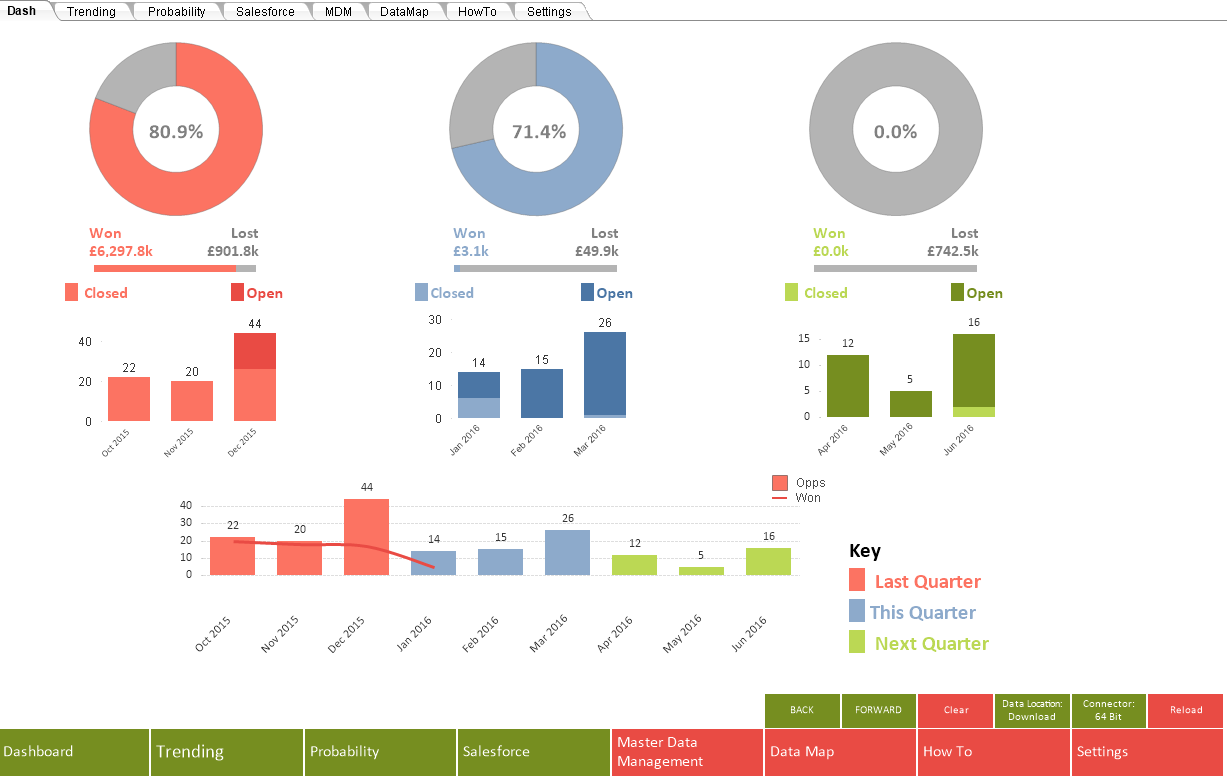 Dash Trending Probability Salesforce MDM DataMap HowTo Settings
80.9% 71.4% 0.0%
Won Lost Won Lost Won Lost
£6,297.8k £901.8k £3.1k £49.9k £0.0k £742.5k
Closed Open Closed Open Closed Open
40
20
0
22 20 44
Oct 2015 Nov 2015 Dec 2015
30
20
10
0
14 15 26
Jan 2016 Feb 2016 Mar 2016
15
10
5
0
12 5 16
Apr 2016 May 2016 Jun 2016
Opps
Won
40
30
20
10
0
22 20 44 14 15 26 12 5 16
Oct 2015 Nov 2015 Dec 2015 Jan 2016 Feb 2016 Mar 2016 Apr 2016 May 2016 Jun 2016
Key
Last Quarter
This Quarter
Next Quarter
BACK FORWARD Clear Data Location: Connector: Reload
Download 64 Bit
Dashboard Trending Probability Salesforce Master Data Data Map How To Settings
Management